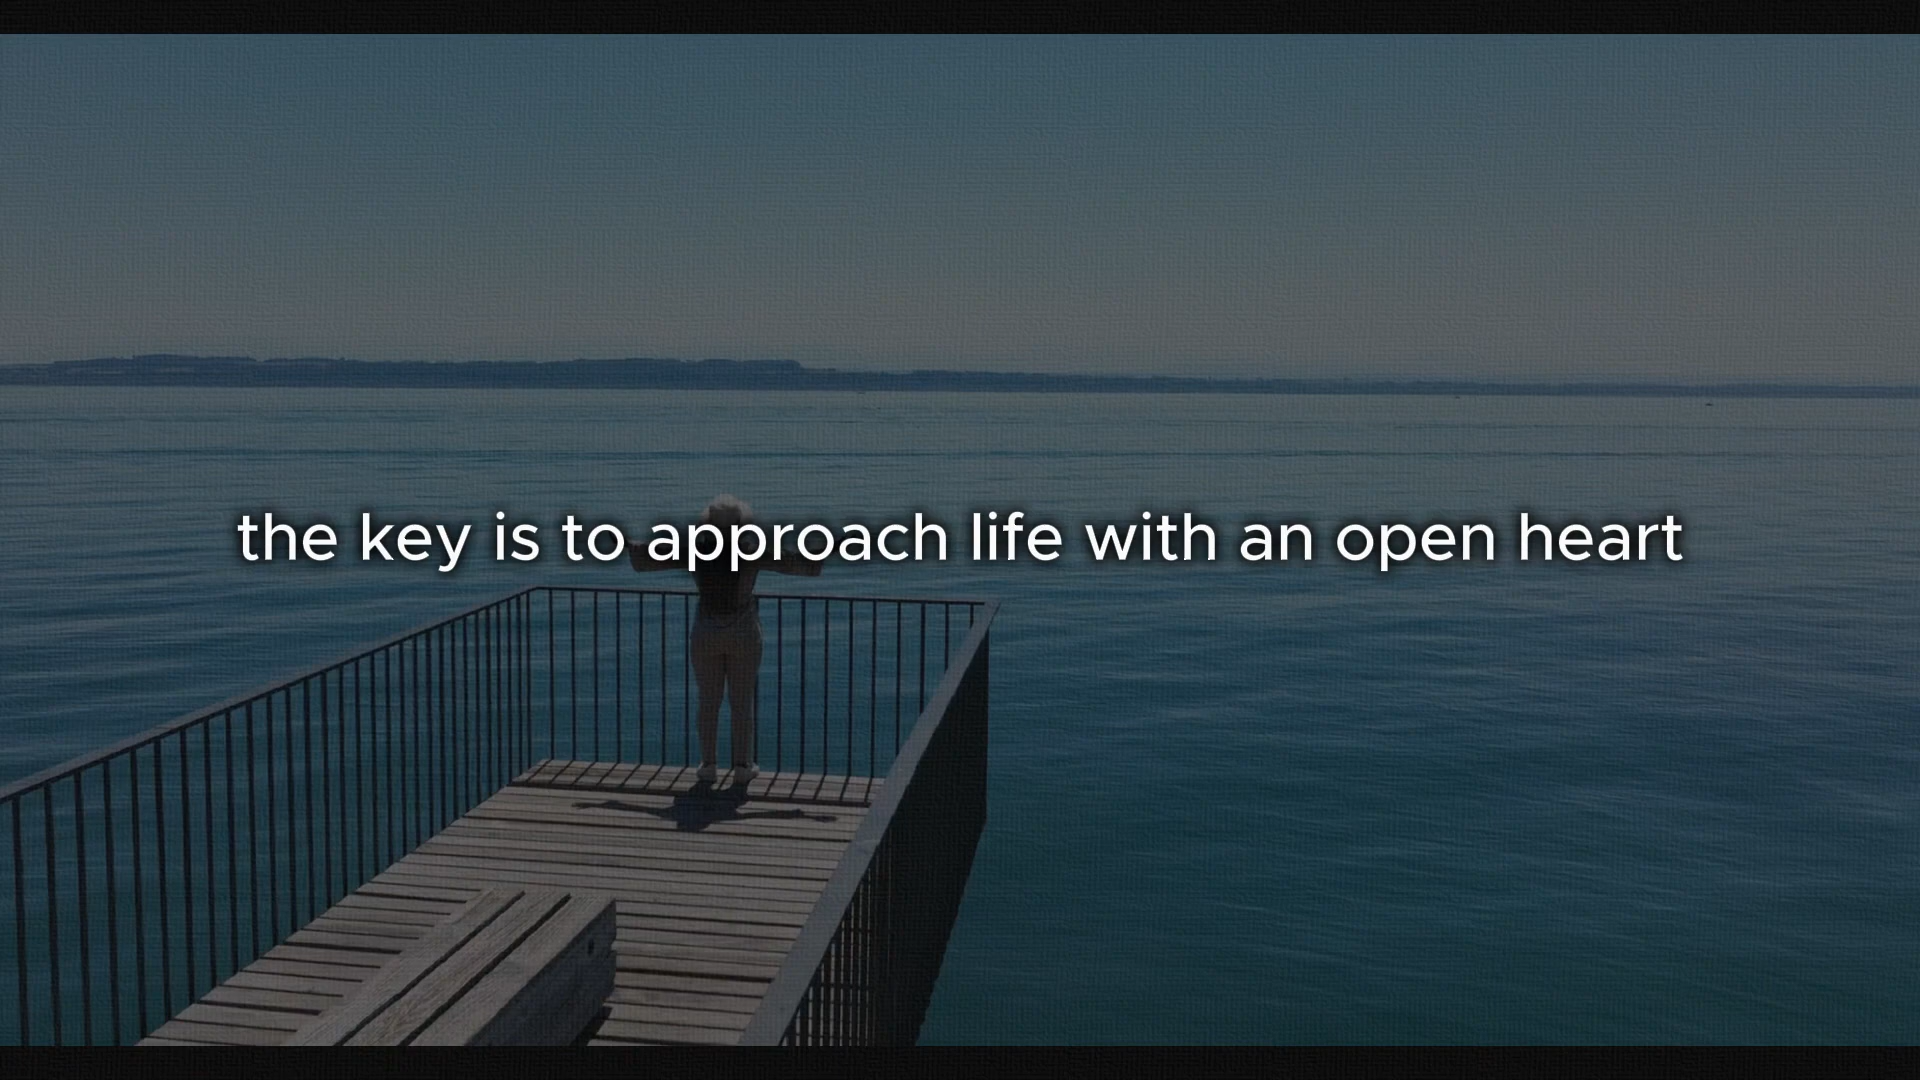 the key is to approach life with an open heart